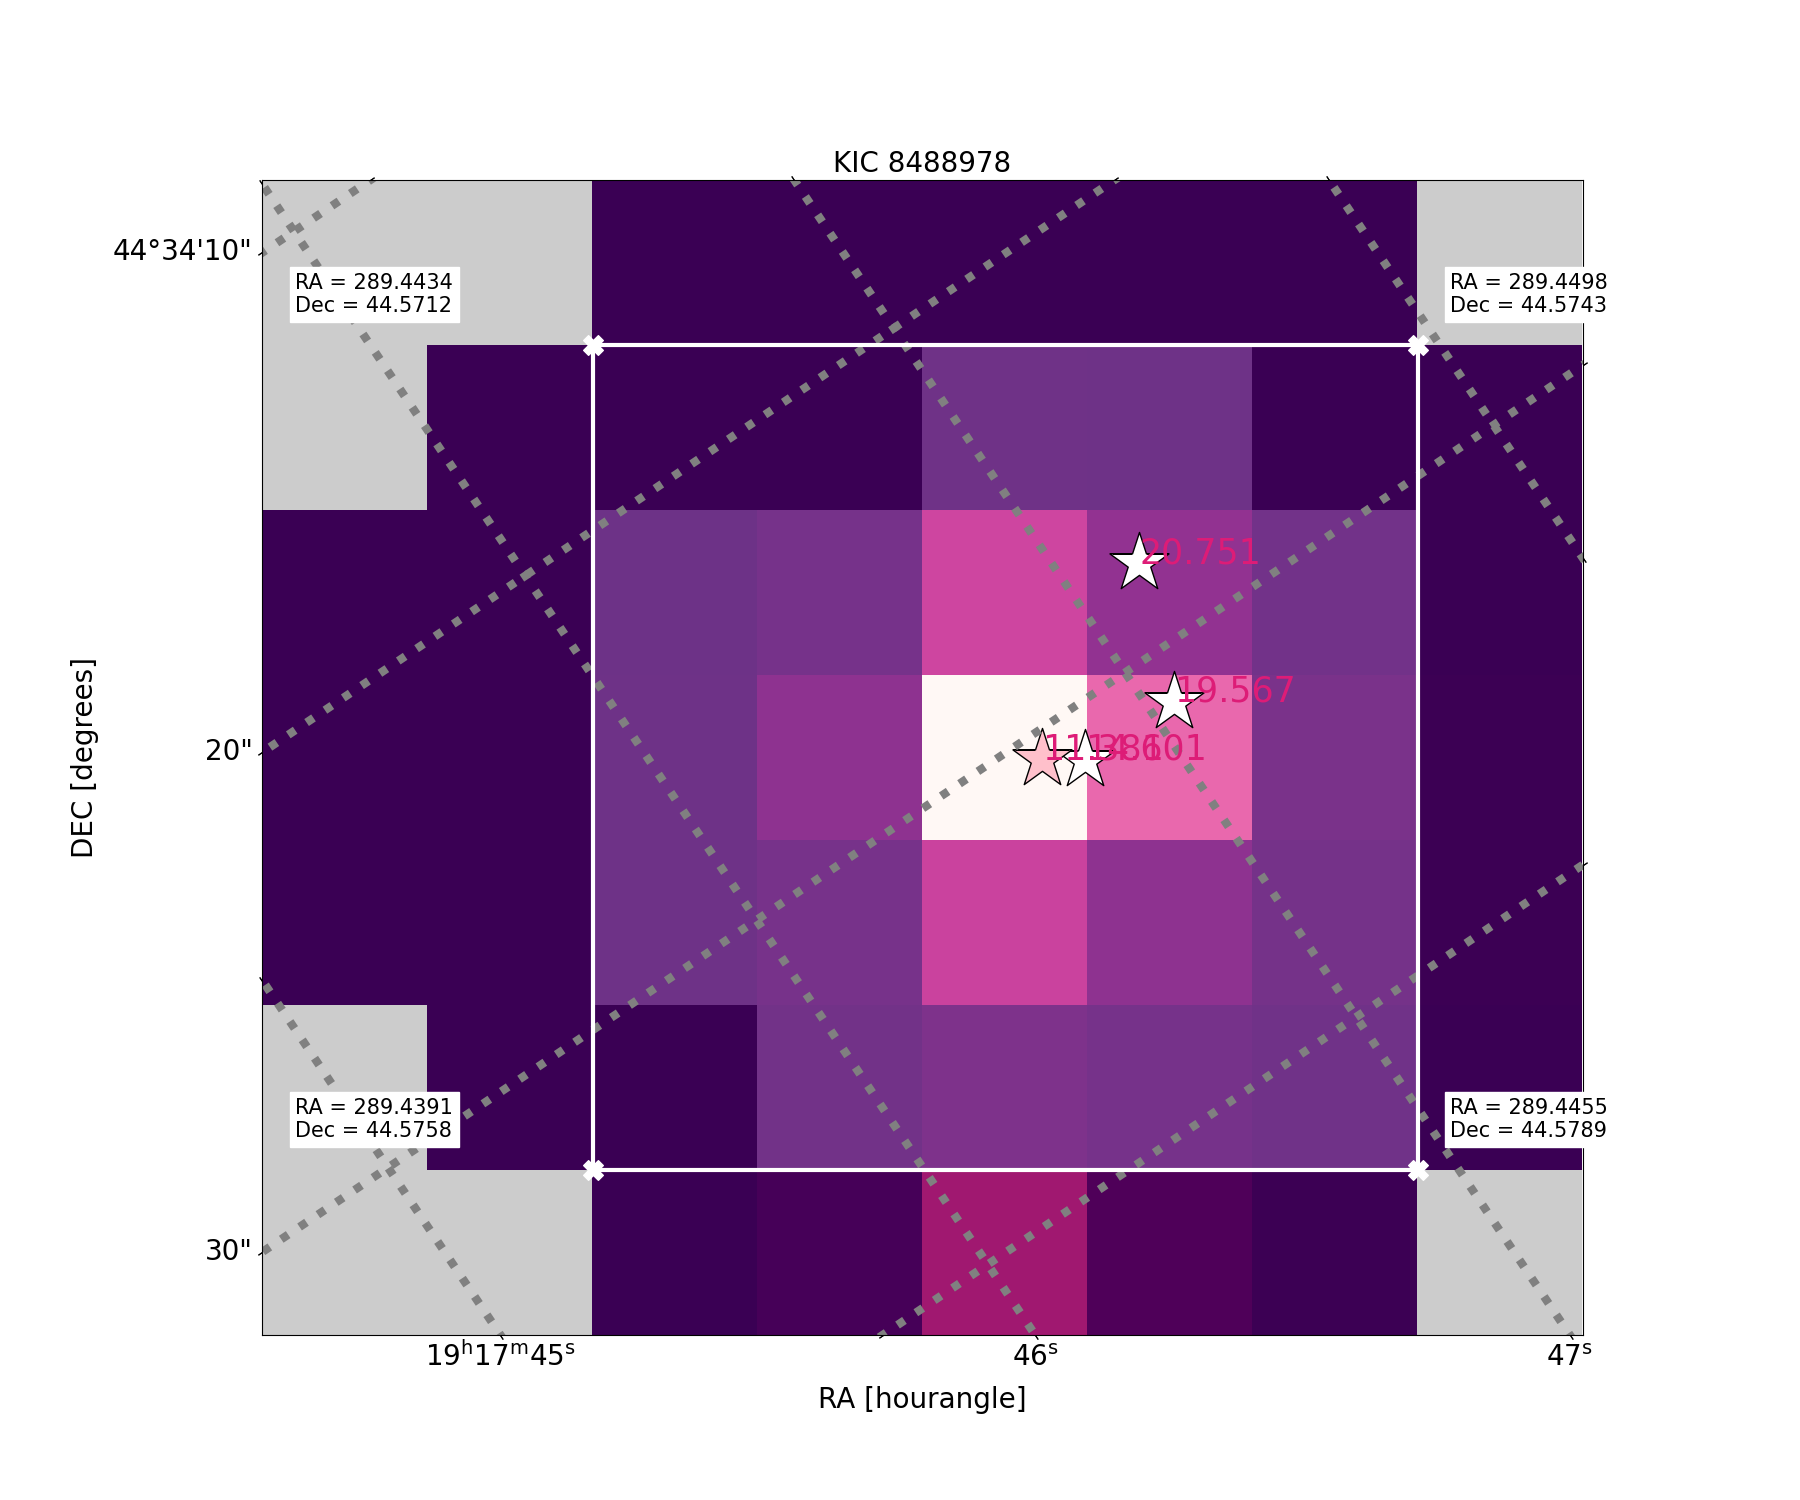 KIC 8488978
44°34'10"
RA = 289.4434
Dec = 44.5712
RA = 289.4498
Dec = 44.5743
20.751
19.567
20"
DEC [degrees]
RA = 289.4391
Dec = 44.5758
RA = 289.4455
Dec = 44.5789
30"
19ʰ17ᵐ45ˢ
46ˢ
47ˢ
RA [hourangle]